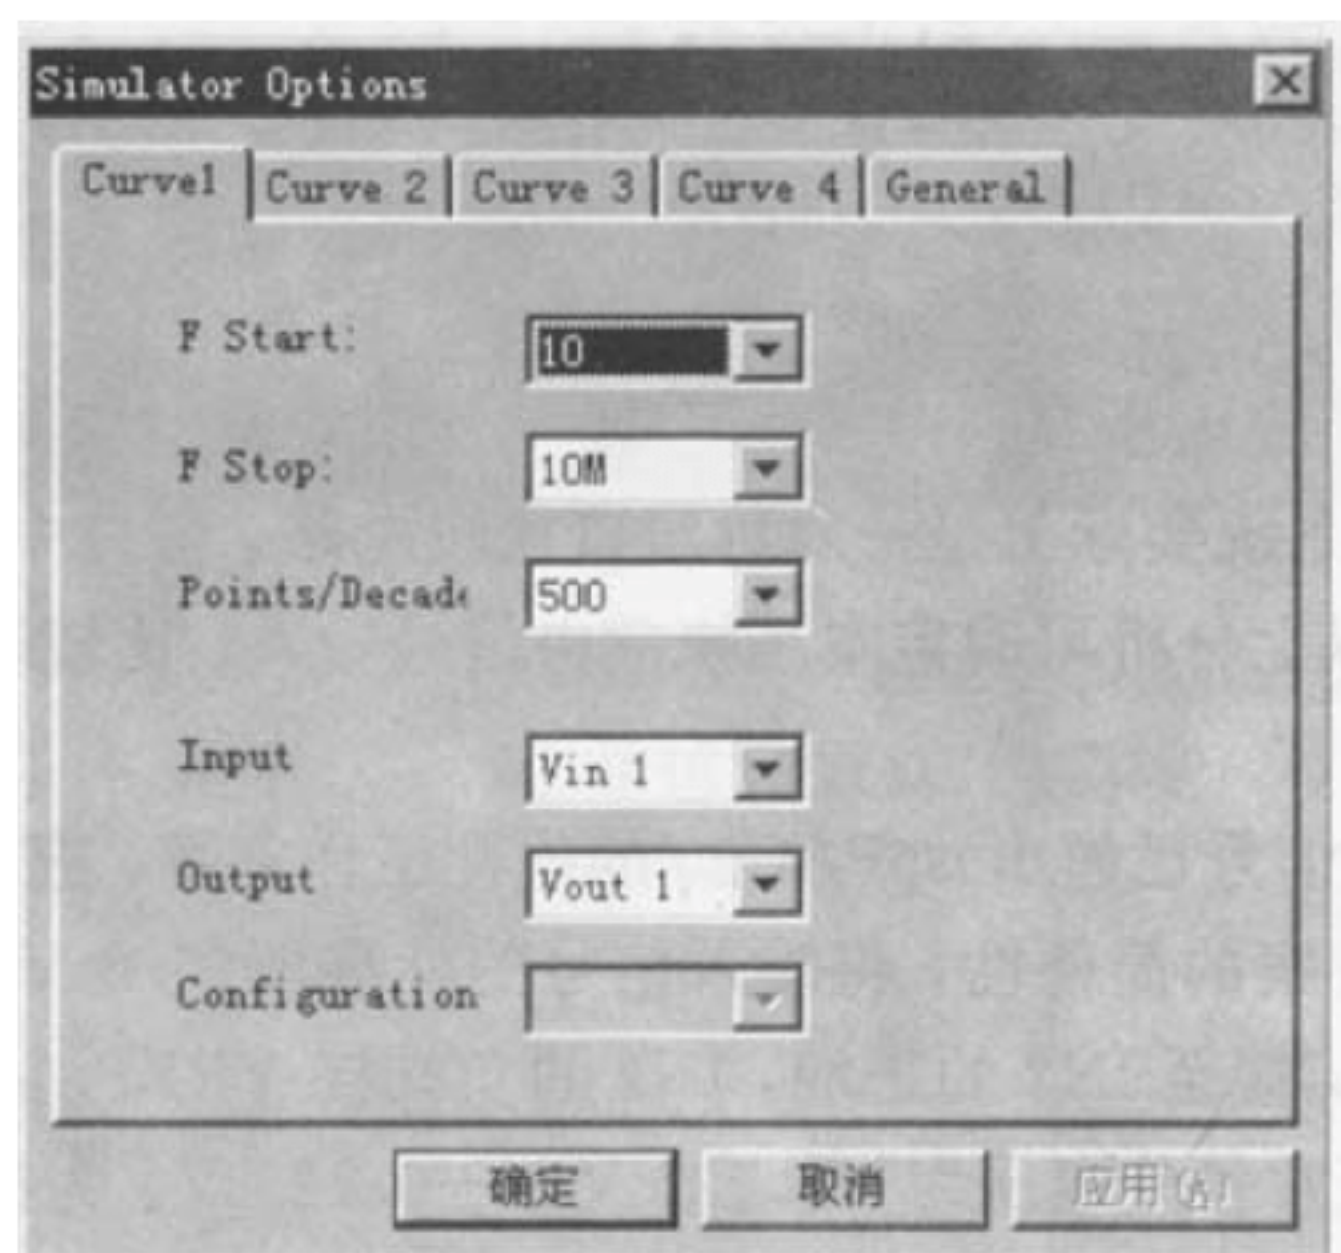 Simulator Options
Curve1 Curve 2 Curve 3 Curve 4 General
F Start: 10
F Stop: 10M
Points/Decade 500
Input Vin 1
Output Vout 1
Configuration
确定 取消 应用(A)